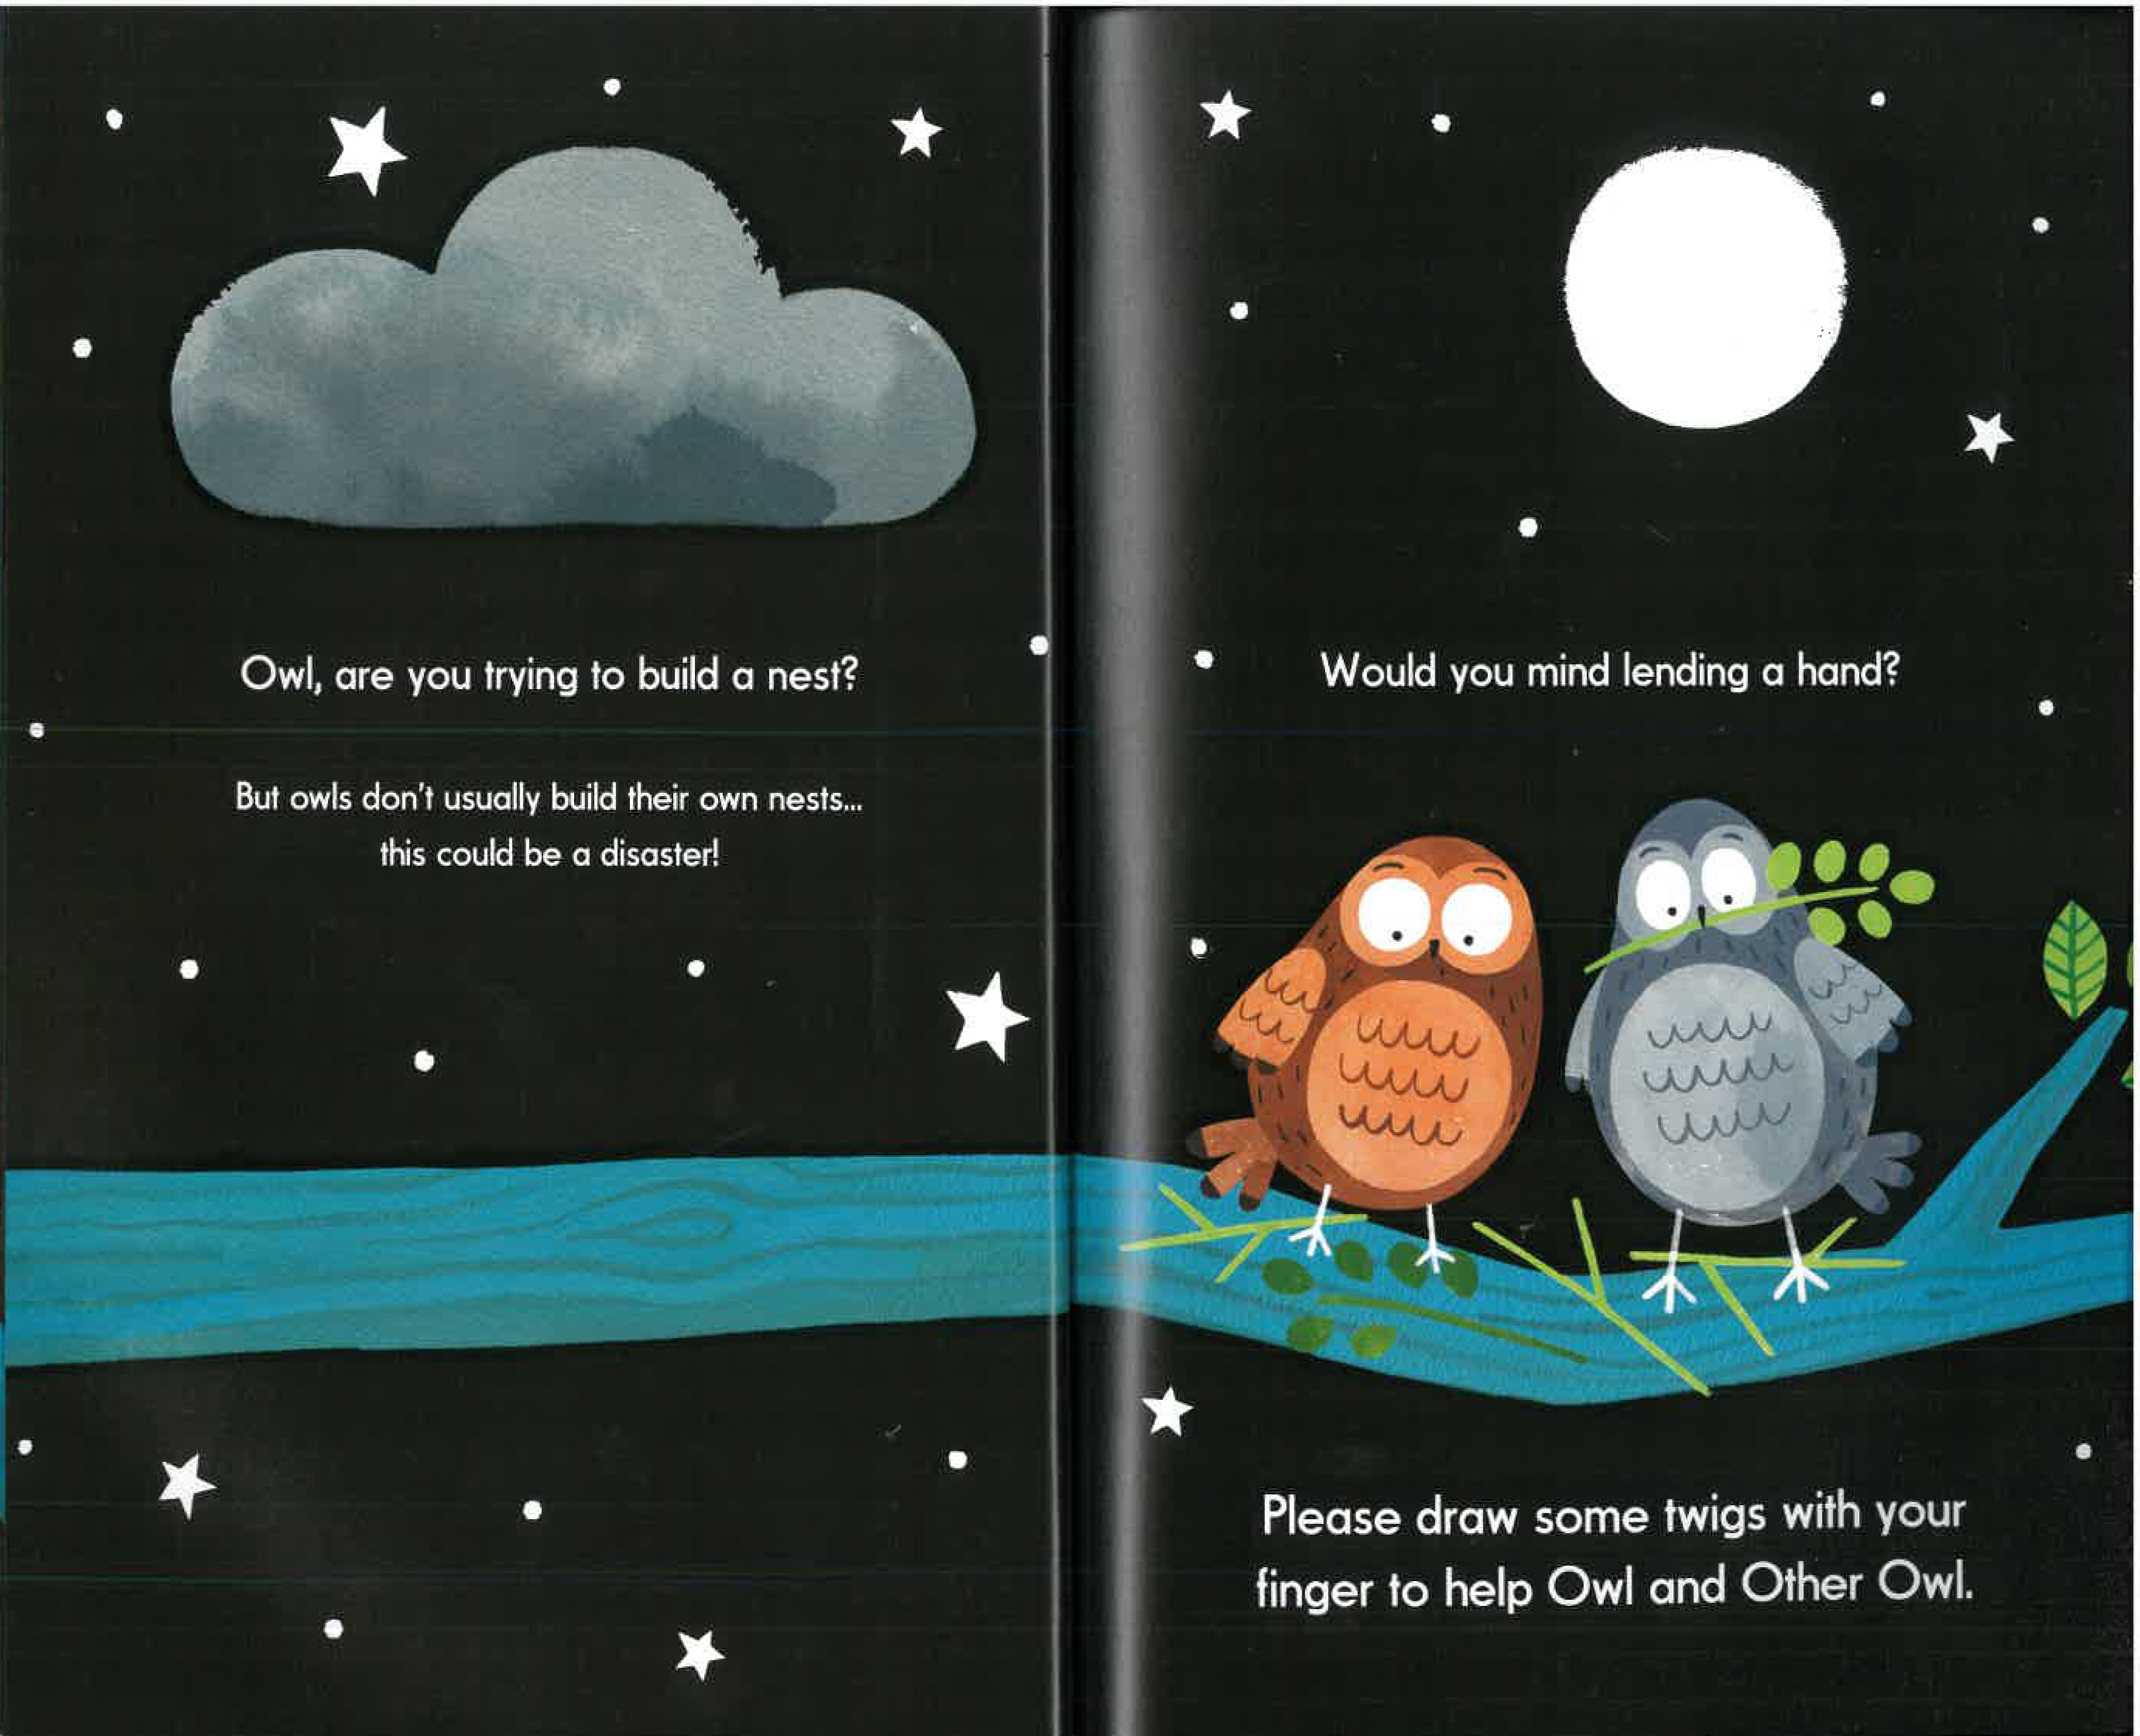 Owl, are you trying to build a nest?
But owls don't usually build their own nests...
this could be a disaster!
Would you mind lending a hand?
Please draw some twigs with your
finger to help Owl and Other Owl.